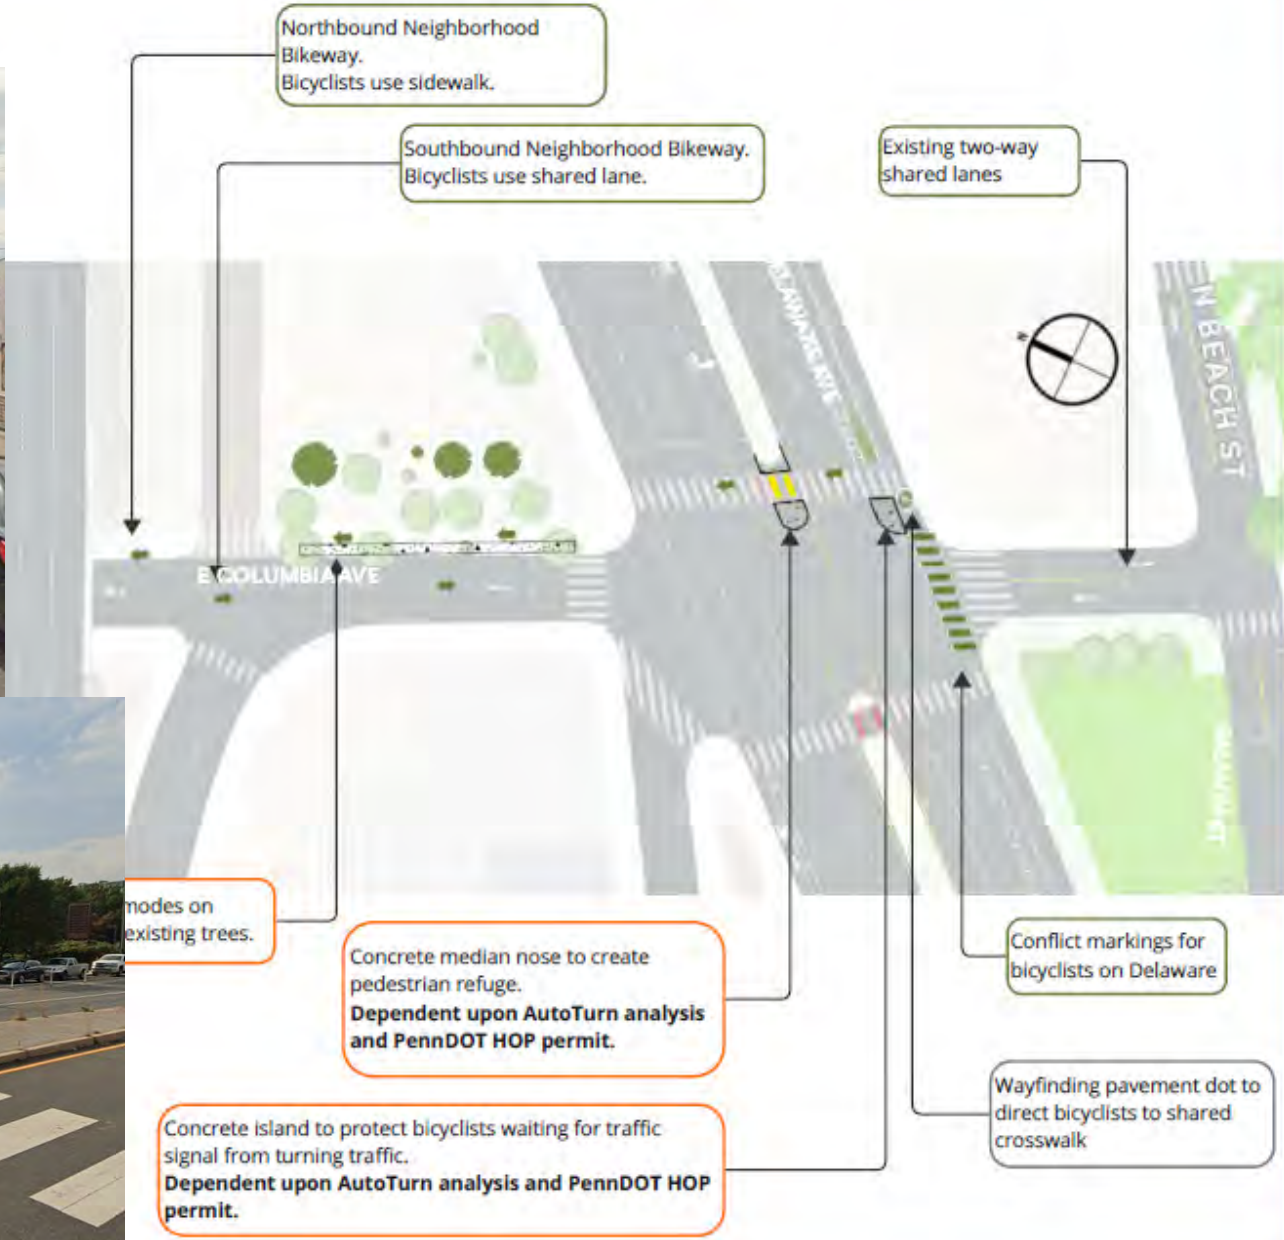 Northbound Neighborhood
Bikeway.
Bicyclists use sidewalk.
Southbound Neighborhood Bikeway.
Bicyclists use shared lane.
Existing two-way
shared lanes
N BEACH ST
N
E COLUMBIA AVE
modes on
existing trees.
Concrete median nose to create
pedestrian refuge.
Dependent upon AutoTurn analysis
and PennDOT HOP permit.
Conflict markings for
bicyclists on Delaware
Wayfinding pavement dot to
direct bicyclists to shared
crosswalk
Concrete island to protect bicyclists waiting for traffic
signal from turning traffic.
Dependent upon AutoTurn analysis and PennDOT HOP
permit.